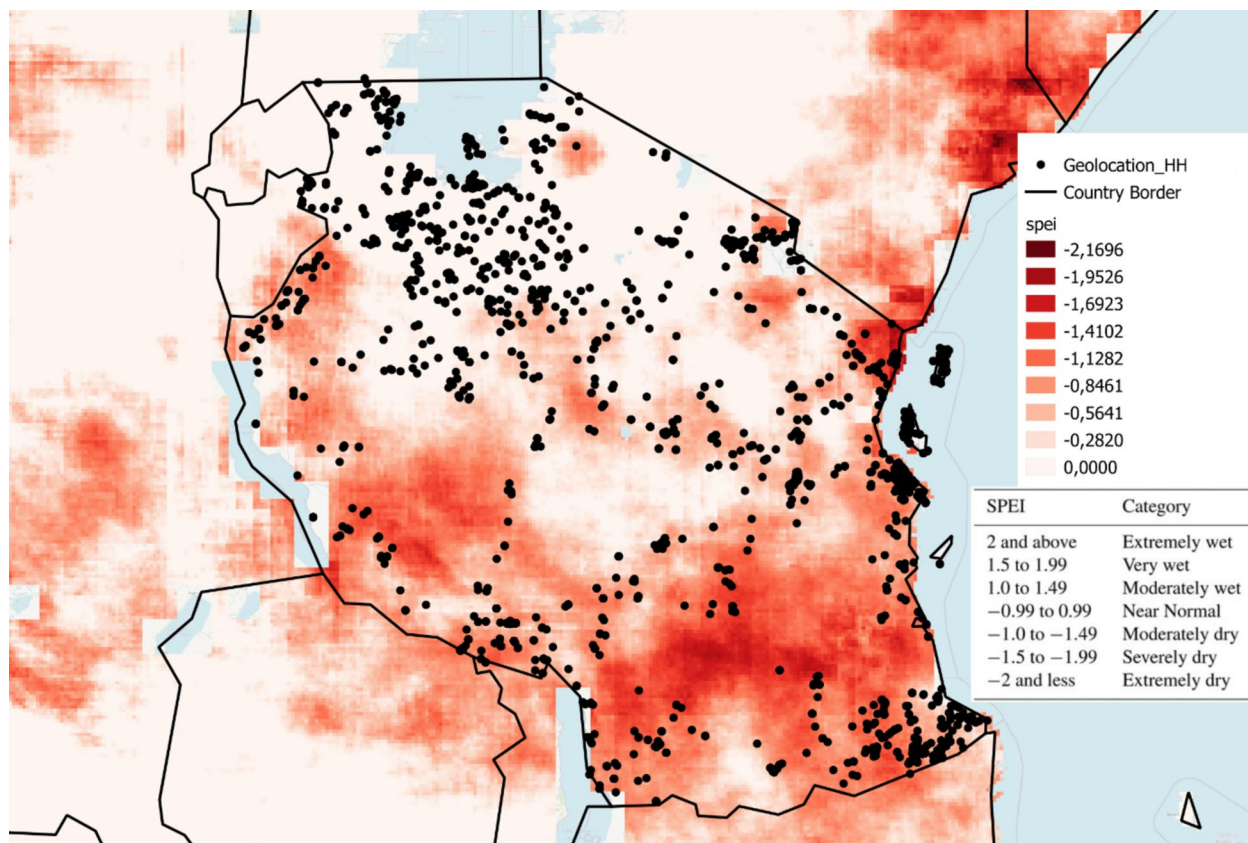 Geolocation_HH
Country Border
spei
-2,1696
-1,9526
-1,6923
-1,4102
-1,1282
-0,8461
-0,5641
-0,2820
0,0000
SPEI Category
2 and above Extremely wet
1.5 to 1.99 Very wet
1.0 to 1.49 Moderately wet
−0.99 to 0.99 Near Normal
−1.0 to −1.49 Moderately dry
−1.5 to −1.99 Severely dry
−2 and less Extremely dry